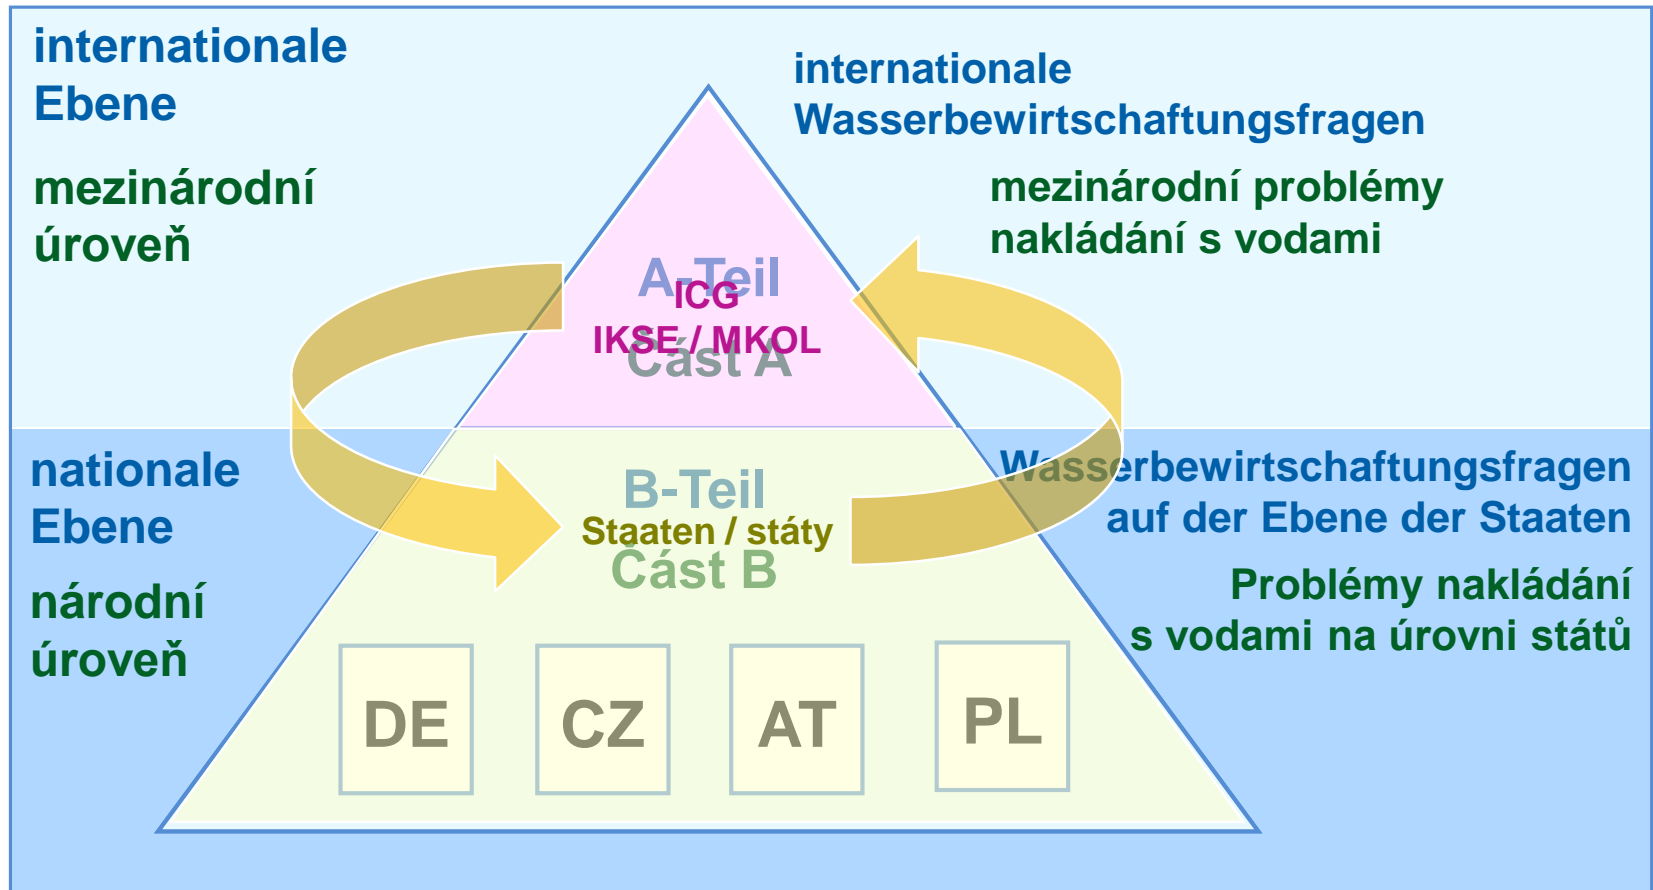 internationale
Ebene
mezinárodní
úroveň
internationale
Wasserbewirtschaftungsfragen
mezinárodní problémy
nakládání s vodami
A-Teil
ICG
IKSE / MKOL
Část A
nationale
Ebene
národní
úroveň
B-Teil
Staaten / státy
Část B
Wasserbewirtschaftungsfragen
auf der Ebene der Staaten
Problémy nakládání
s vodami na úrovni států
DE
CZ
AT
PL